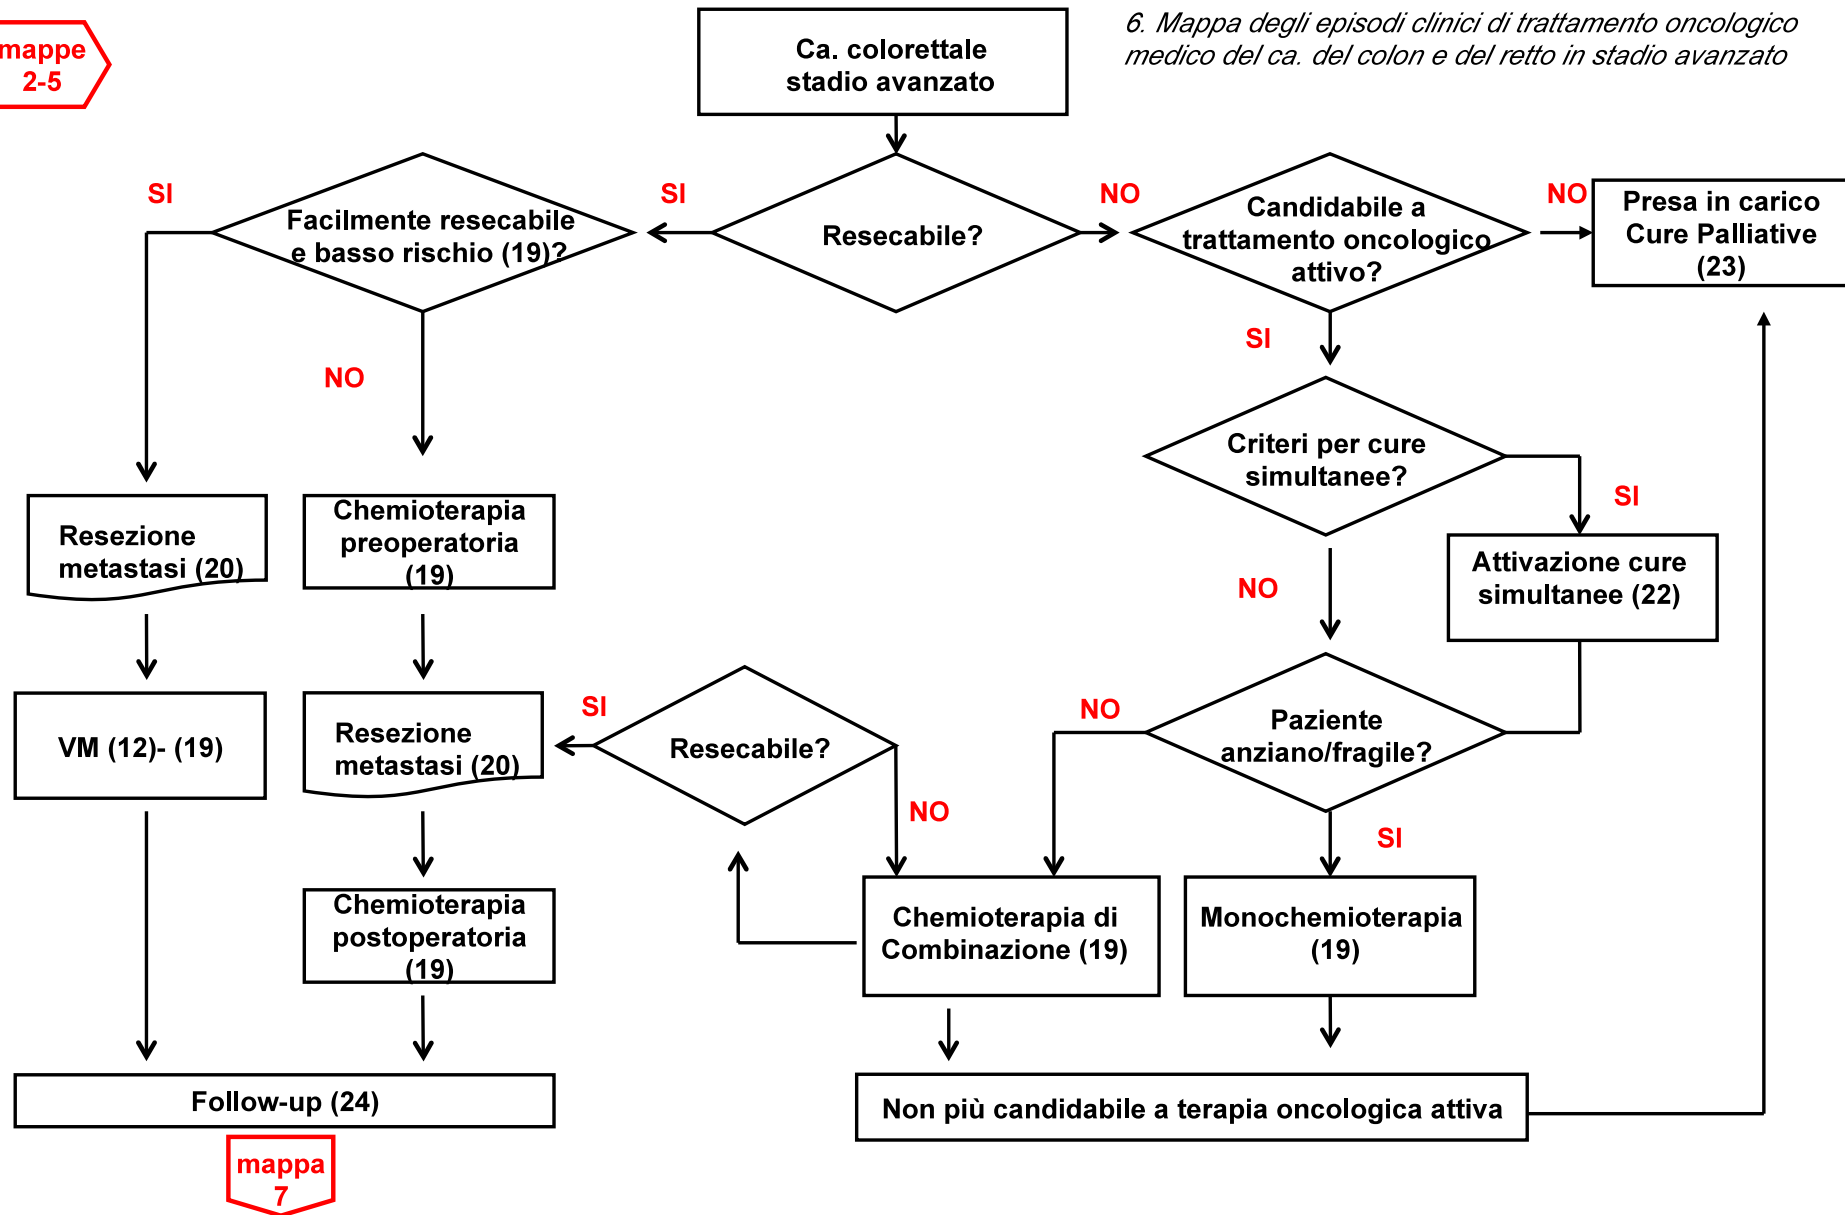 mappe
2-5
Ca. colorettale
stadio avanzato
6. Mappa degli episodi clinici di trattamento oncologico
medico del ca. del colon e del retto in stadio avanzato
SI
Facilmente resecabile
e basso rischio (19)?
SI
Resecabile?
NO
Candidabile a
trattamento oncologico
attivo?
NO
Presa in carico
Cure Palliative
(23)
NO
SI
Criteri per cure
simultanee?
SI
Resezione
metastasi (20)
Chemioterapia
preoperatoria
(19)
NO
Attivazione cure
simultanee (22)
VM (12)- (19)
Resezione
metastasi (20)
SI
Resecabile?
NO
NO
Paziente
anziano/fragile?
SI
Chemioterapia
postoperatoria
(19)
Chemioterapia di
Combinazione (19)
Monochemioterapia
(19)
Follow-up (24)
Non più candidabile a terapia oncologica attiva
mappa
7